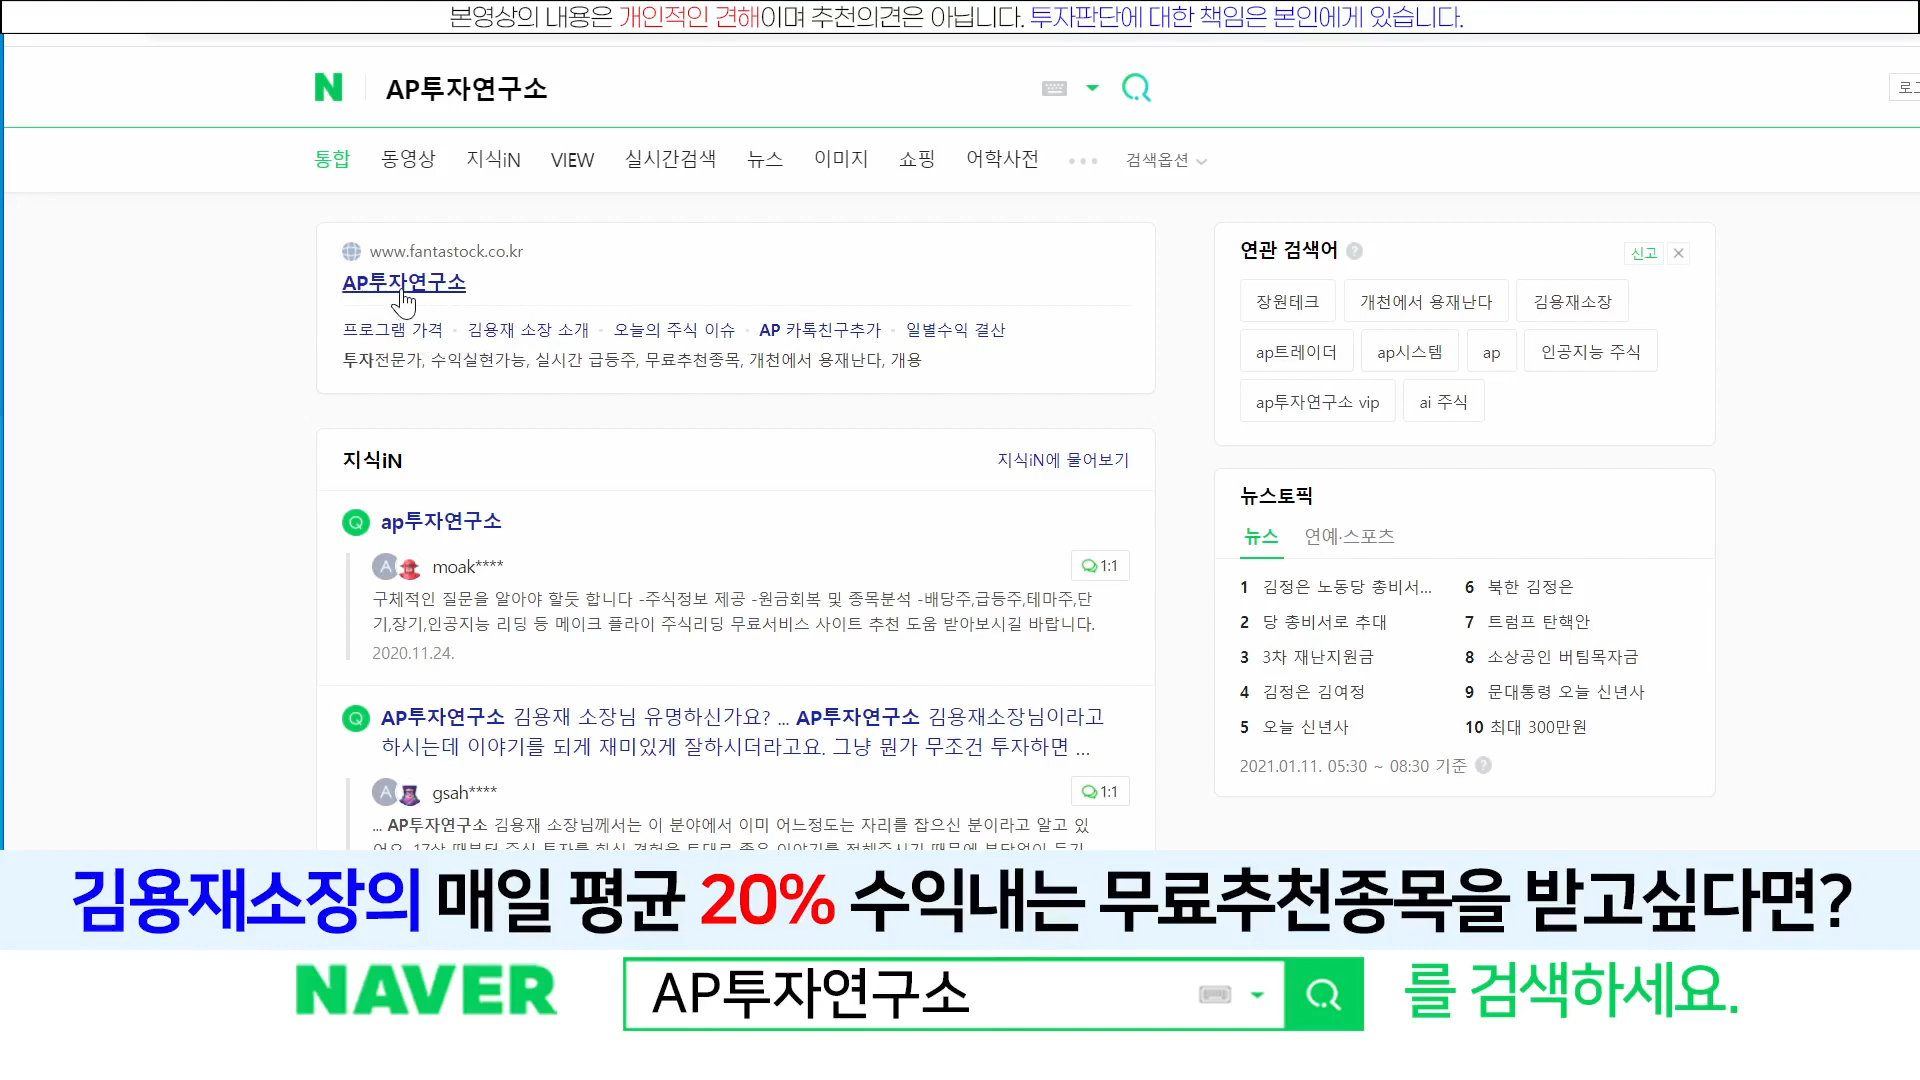 본영상의 내용은 개인적인 견해이며 추천의견은 아닙니다. 투자판단에 대한 책임은 본인에게 있습니다.
N AP투자연구소
통합 동영상 지식iN VIEW 실시간검색 뉴스 이미지 쇼핑 어학사전 검색옵션
www.fantastock.co.kr
AP투자연구소
프로그램 가격 · 김용재 소장 소개 · 오늘의 주식 이슈 · AP 카톡친구추가 · 일별수익 결산
투자전문가, 수익실현가능, 실시간 급등주, 무료추천종목, 개천에서 용재난다, 개용
지식iN 지식iN에 물어보기
ap투자연구소
A moak**** 1:1
구체적인 질문을 알아야 할듯 합니다 -주식정보 제공 -원금회복 및 종목분석 -배당주,급등주,테마주,단
기,장기,인공지능 리딩 등 메이크 플라이 주식리딩 무료서비스 사이트 추천 도움 받아보시길 바랍니다.
2020.11.24.
AP투자연구소 김용재 소장님 유명하신가요? ... AP투자연구소 김용재소장님이라고
하시는데 이야기를 되게 재미있게 잘하시더라고요. 그냥 뭔가 무조건 투자하면 ...
A gsah**** 1:1
... AP투자연구소 김용재 소장님께서는 이 분야에서 이미 어느정도는 자리를 잡으신 분이라고 알고 있
연관 검색어 ? 신고
장원테크 개천에서 용재난다 김용재소장
ap트레이더 ap시스템 ap 인공지능 주식
ap투자연구소 vip ai 주식
뉴스토픽
뉴스 연예·스포츠
1 김정은 노동당 총비서... 6 북한 김정은
2 당 총비서로 추대 7 트럼프 탄핵안
3 3차 재난지원금 8 소상공인 버팀목자금
4 김정은 김여정 9 문대통령 오늘 신년사
5 오늘 신년사 10 최대 300만원
2021.01.11. 05:30 ~ 08:30 기준 ?
김용재소장의 매일 평균 20% 수익내는 무료추천종목을 받고싶다면?
NAVER AP투자연구소 를 검색하세요.